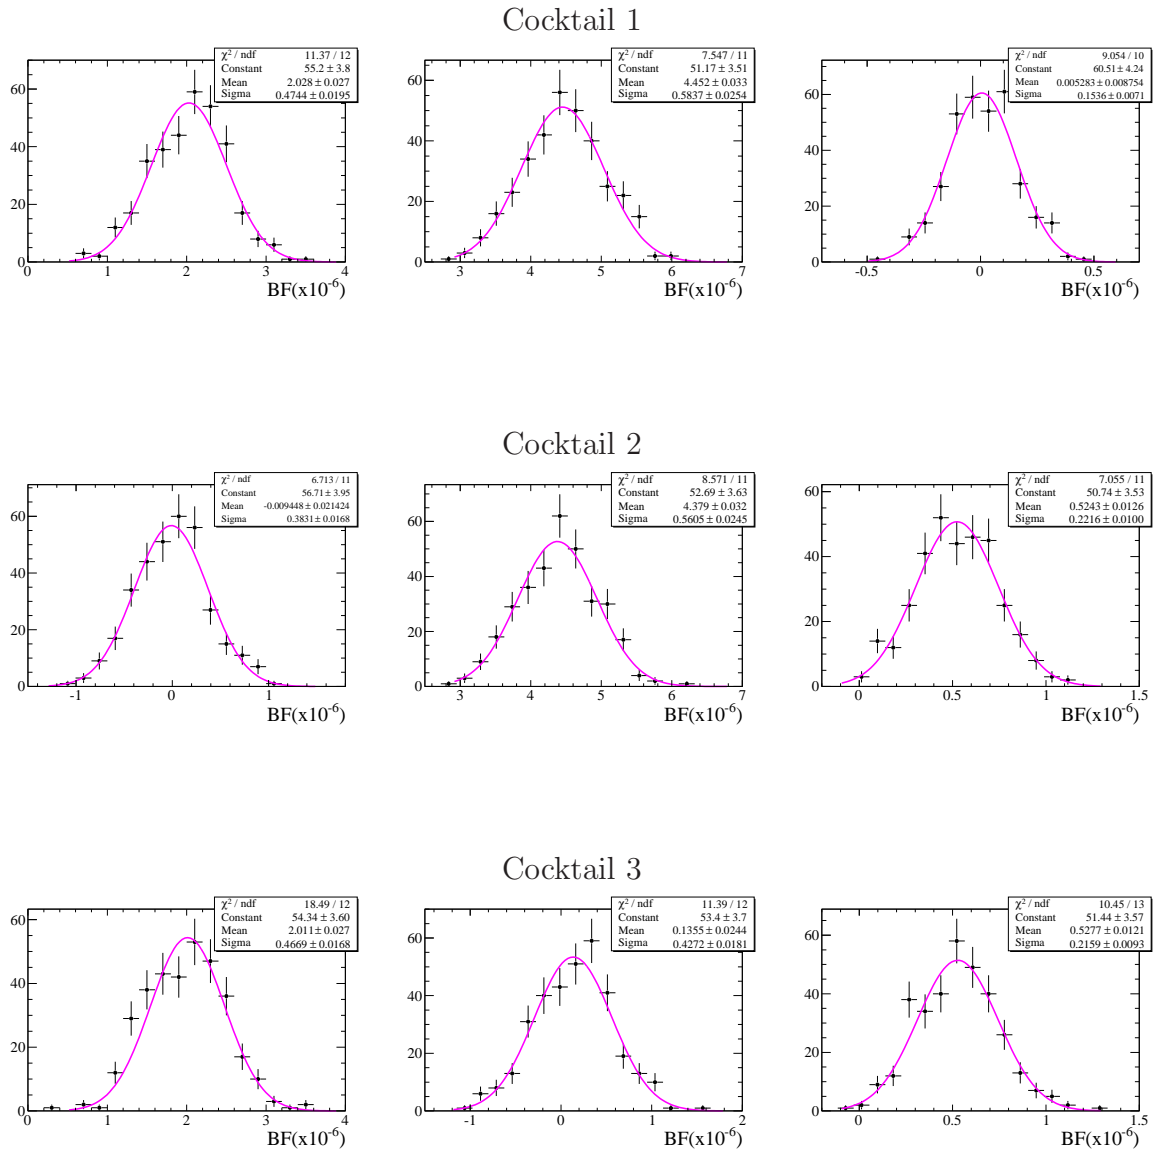 Cocktail 1
χ² / ndf 11.37 / 12
Constant 55.2 ± 3.8
Mean 2.028 ± 0.027
Sigma 0.4744 ± 0.0195
60
40
20
0
0 1 2 3 4
BF(x10⁻⁶)
χ² / ndf 7.547 / 11
Constant 51.17 ± 3.51
Mean 4.452 ± 0.033
Sigma 0.5837 ± 0.0254
60
40
20
0
3 4 5 6 7
BF(x10⁻⁶)
χ² / ndf 9.054 / 10
Constant 60.51 ± 4.24
Mean 0.005283 ± 0.008754
Sigma 0.1536 ± 0.0071
60
40
20
0
-0.5 0 0.5
BF(x10⁻⁶)
Cocktail 2
χ² / ndf 6.713 / 11
Constant 56.71 ± 3.95
Mean -0.009448 ± 0.021424
Sigma 0.3831 ± 0.0168
60
40
20
0
-1 0 1
BF(x10⁻⁶)
χ² / ndf 8.571 / 11
Constant 52.69 ± 3.63
Mean 4.379 ± 0.032
Sigma 0.5605 ± 0.0245
60
40
20
0
3 4 5 6 7
BF(x10⁻⁶)
χ² / ndf 7.055 / 11
Constant 50.74 ± 3.53
Mean 0.5243 ± 0.0126
Sigma 0.2216 ± 0.0100
60
40
20
0
0 0.5 1 1.5
BF(x10⁻⁶)
Cocktail 3
χ² / ndf 18.49 / 12
Constant 54.34 ± 3.60
Mean 2.011 ± 0.027
Sigma 0.4669 ± 0.0168
60
40
20
0
0 1 2 3 4
BF(x10⁻⁶)
χ² / ndf 11.39 / 12
Constant 53.4 ± 3.7
Mean 0.1355 ± 0.0244
Sigma 0.4272 ± 0.0181
60
40
20
0
-1 0 1 2
BF(x10⁻⁶)
χ² / ndf 10.45 / 13
Constant 51.44 ± 3.57
Mean 0.5277 ± 0.0121
Sigma 0.2159 ± 0.0093
60
40
20
0
0 0.5 1 1.5
BF(x10⁻⁶)